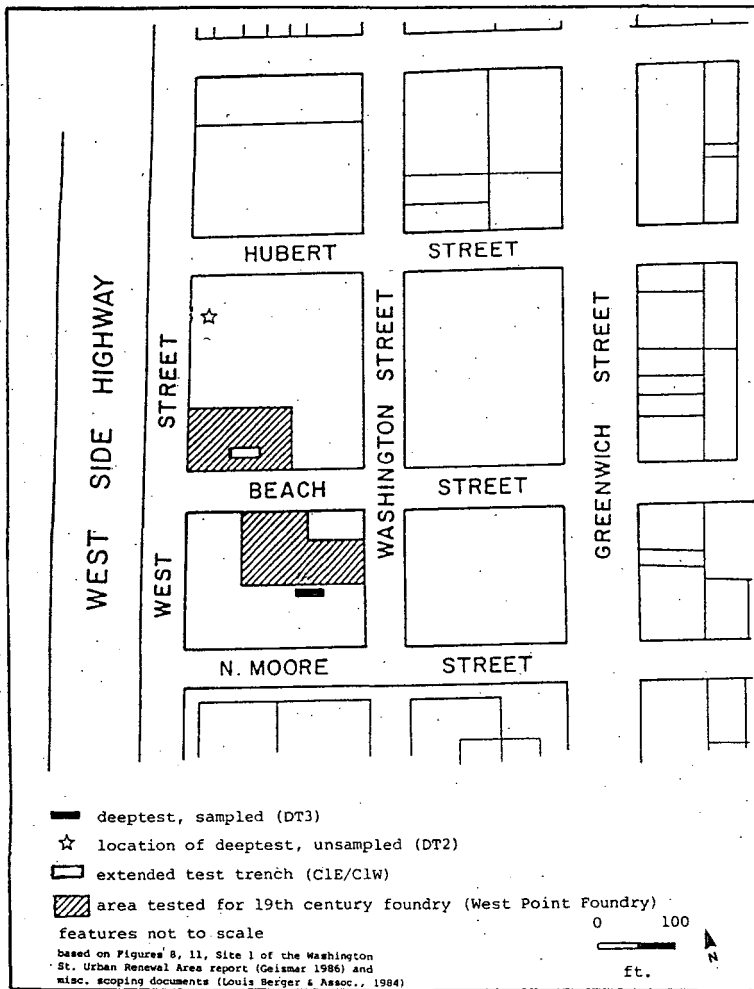 HUBERT STREET
WEST SIDE HIGHWAY
WEST STREET
WASHINGTON STREET
GREENWICH STREET
BEACH STREET
N. MOORE STREET
deeptest, sampled (DT3)
location of deeptest, unsampled (DT2)
extended test trench (C1E/C1W)
area tested for 19th century foundry (West Point Foundry)
features not to scale
based on Figures 8, 11, Site 1 of the Washington
St. Urban Renewal Area report (Geismar 1986) and
misc. scoping documents (Louis Berger & Assoc., 1984)
0 100
ft.
N